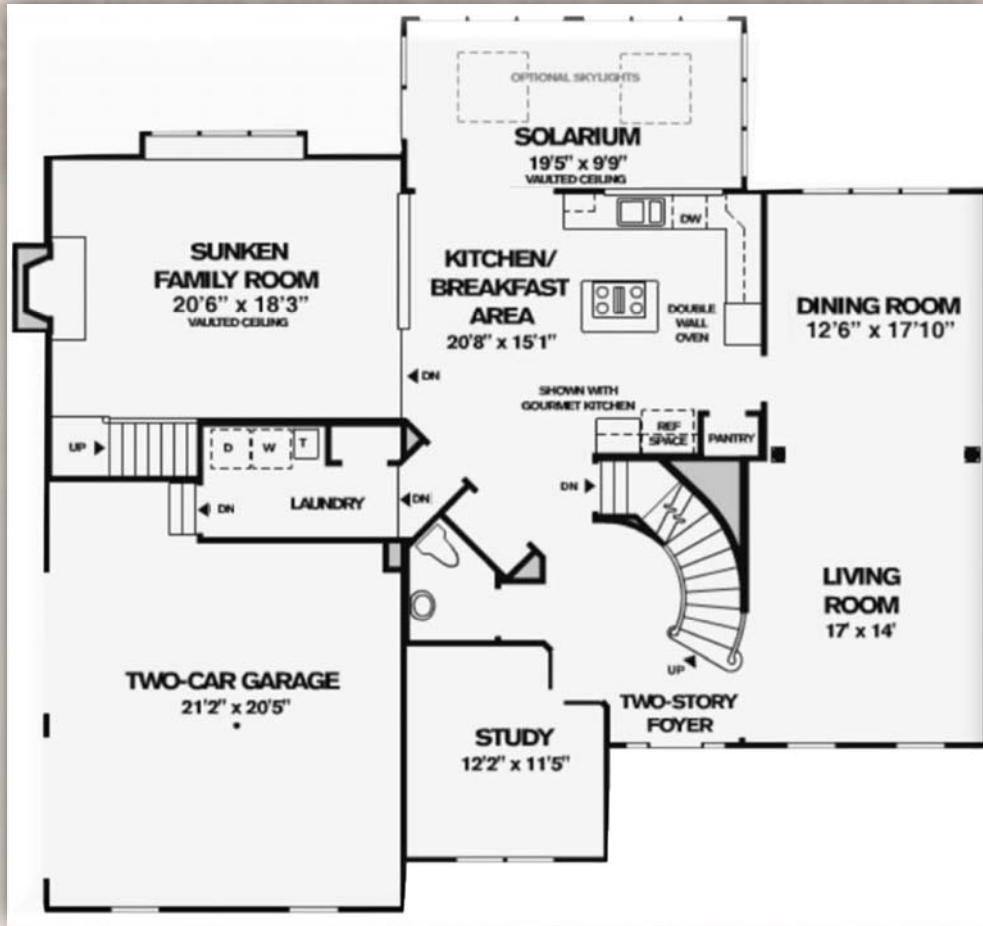 OPTIONAL SKYLIGHTS
SOLARIUM
19'5" x 9'9"
VAULTED CEILING
SUNKEN
FAMILY ROOM
20'6" x 18'3"
VAULTED CEILING
KITCHEN/
BREAKFAST
AREA
20'8" x 15'1"
DW
DOUBLE
WALL
OVEN
DINING ROOM
12'6" x 17'10"
DN
SHOWN WITH
GOURMET KITCHEN
REF
SPACE
PANTRY
UP
D
W
T
LAUNDRY
DN
DN
DN
LIVING
ROOM
17' x 14'
UP
TWO-STORY
FOYER
TWO-CAR GARAGE
21'2" x 20'5"
STUDY
12'2" x 11'5"